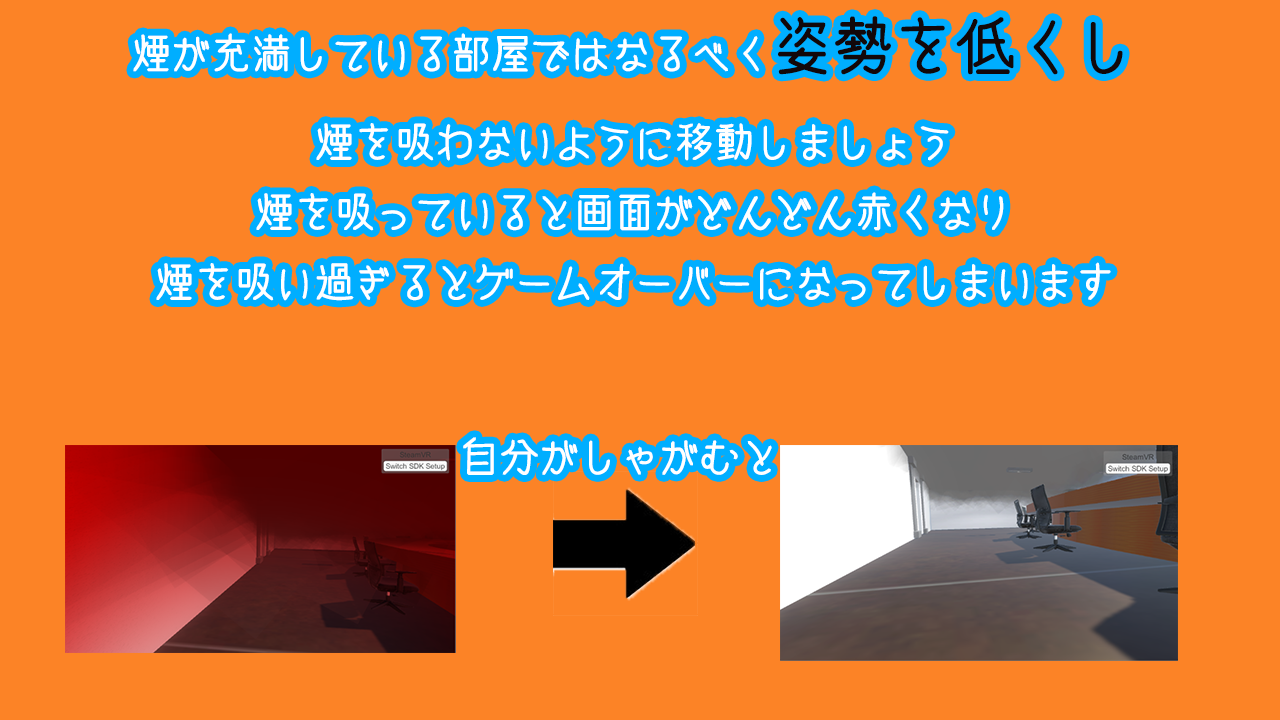 煙が充満している部屋ではなるべく姿勢を低くし
煙を吸わないように移動しましょう
煙を吸っていると画面がどんどん赤くなり
煙を吸い過ぎるとゲームオーバーになってしまいます
自分がしゃがむと
SteamVR
Switch SDK Setup
SteamVR
Switch SDK Setup